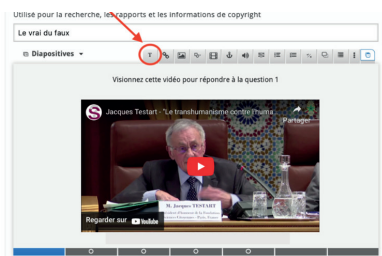 Utilisé pour la recherche, les rapports et les informations de copyright
Le vrai du faux
Diapositives
T
Visionnez cette vidéo pour répondre à la question 1
Jacques Testart - "Le transhumanisme contre l'huma...
Partager
M. Jacques TESTART
Regarder sur YouTube